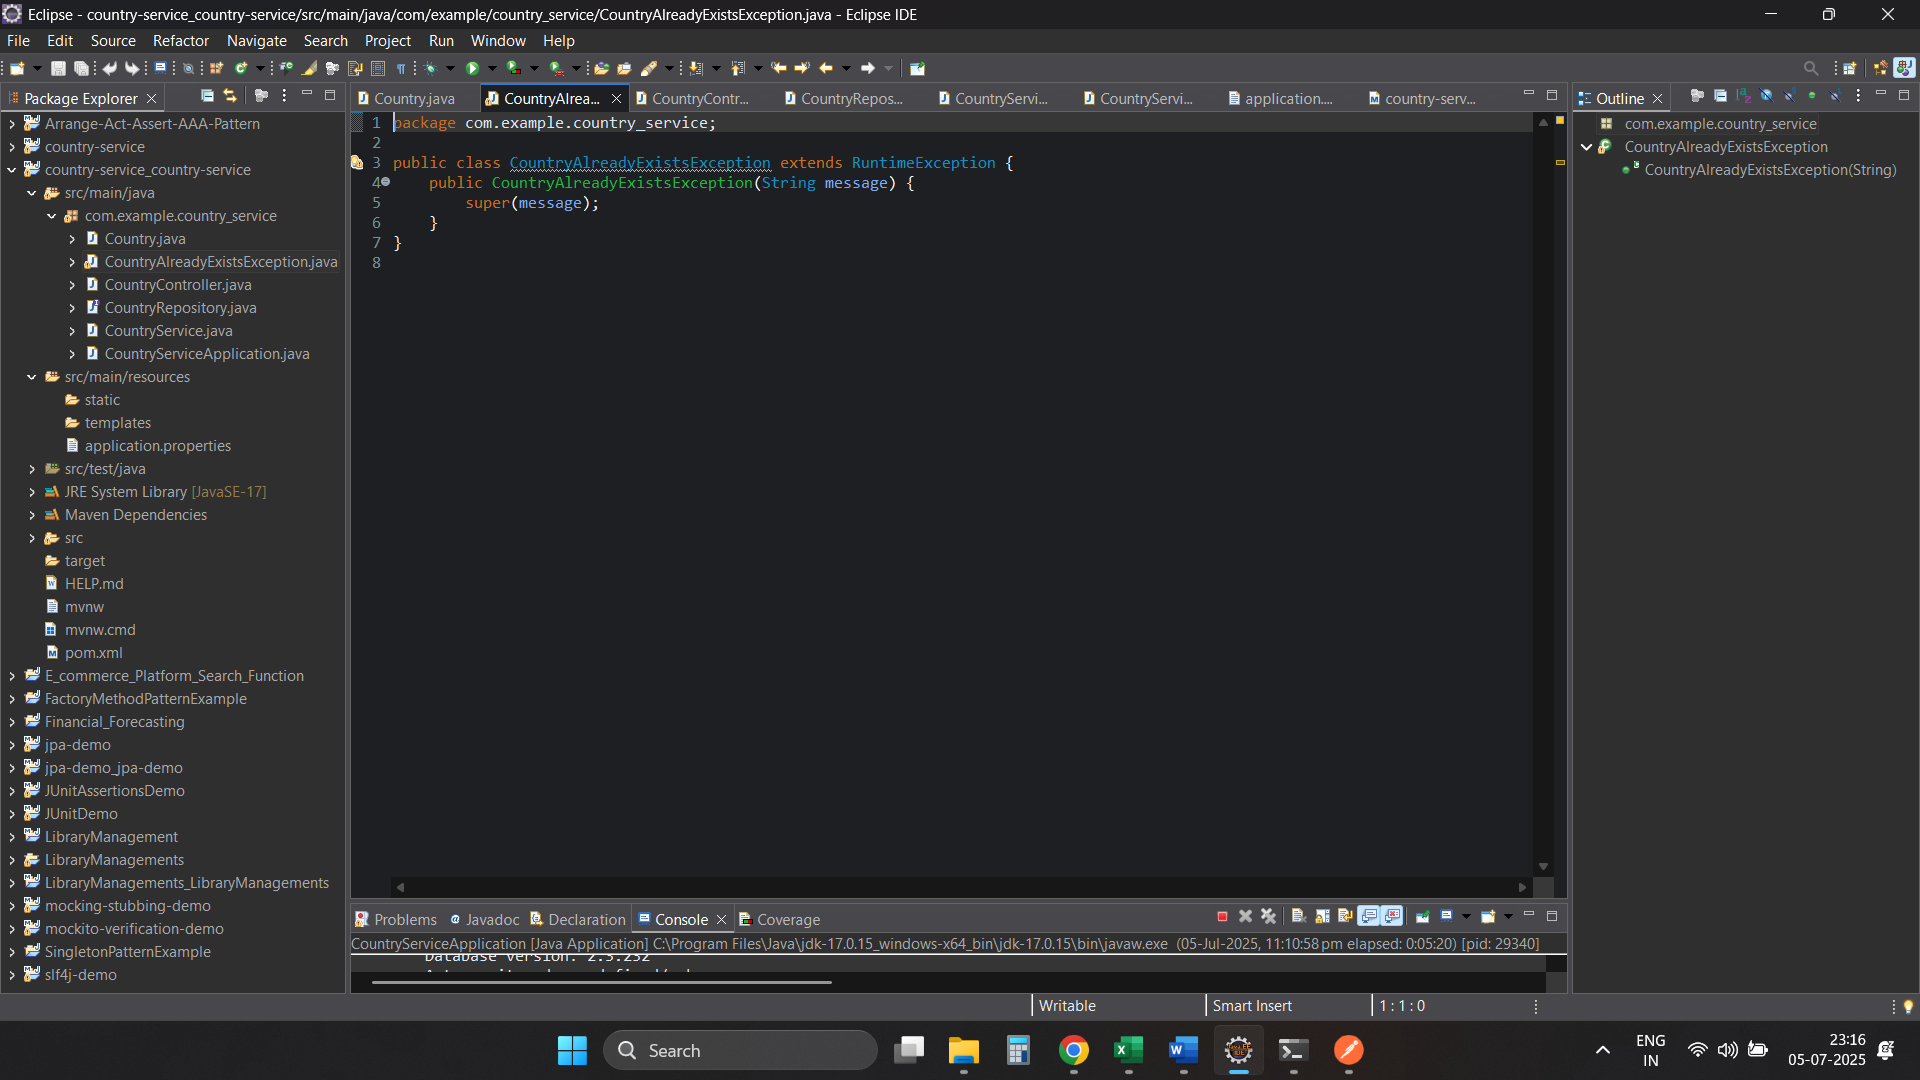 Eclipse - country-service_country-service/src/main/java/com/example/country_service/CountryAlreadyExistsException.java - Eclipse IDE
File Edit Source Refactor Navigate Search Project Run Window Help
Package Explorer
Arrange-Act-Assert-AAA-Pattern
country-service
country-service_country-service
src/main/java
com.example.country_service
Country.java
CountryAlreadyExistsException.java
CountryController.java
CountryRepository.java
CountryService.java
CountryServiceApplication.java
src/main/resources
static
templates
application.properties
src/test/java
JRE System Library [JavaSE-17]
Maven Dependencies
src
target
HELP.md
mvnw
mvnw.cmd
pom.xml
E_commerce_Platform_Search_Function
FactoryMethodPatternExample
Financial_Forecasting
jpa-demo
jpa-demo_jpa-demo
JUnitAssertionsDemo
JUnitDemo
LibraryManagement
LibraryManagements
LibraryManagements_LibraryManagements
mocking-stubbing-demo
mockito-verification-demo
SingletonPatternExample
slf4j-demo
Country.java CountryAlrea... CountryContr... CountryRepos... CountryServi... CountryServi... application.... country-serv...
1 package com.example.country_service;
2
3 public class CountryAlreadyExistsException extends RuntimeException {
4 public CountryAlreadyExistsException(String message) {
5 super(message);
6 }
7 }
8
Outline
com.example.country_service
CountryAlreadyExistsException
CountryAlreadyExistsException(String)
Problems Javadoc Declaration Console Coverage
CountryServiceApplication [Java Application] C:\Program Files\Java\jdk-17.0.15_windows-x64_bin\jdk-17.0.15\bin\javaw.exe (05-Jul-2025, 11:10:58 pm elapsed: 0:05:20) [pid: 29340]
Database version: 2.3.232
Writable Smart Insert 1 : 1 : 0
Search
ENG
IN
23:16
05-07-2025